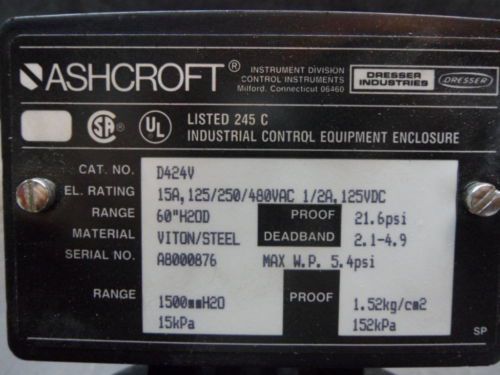 ASHCROFT® INSTRUMENT DIVISION
CONTROL INSTRUMENTS
Milford, Connecticut 06460
DRESSER INDUSTRIES
DRESSER
SA UL LISTED 245 C
INDUSTRIAL CONTROL EQUIPMENT ENCLOSURE
CAT. NO. D424V
EL. RATING 15A,125/250/480VAC 1/2A,125VDC
RANGE 60"H2OD PROOF 21.6psi
MATERIAL VITON/STEEL DEADBAND 2.1-4.9
SERIAL NO. A8000876 MAX W.P. 5.4psi
RANGE 1500mmH2O PROOF 1.52kg/cm2
15kPa 152kPa
SP